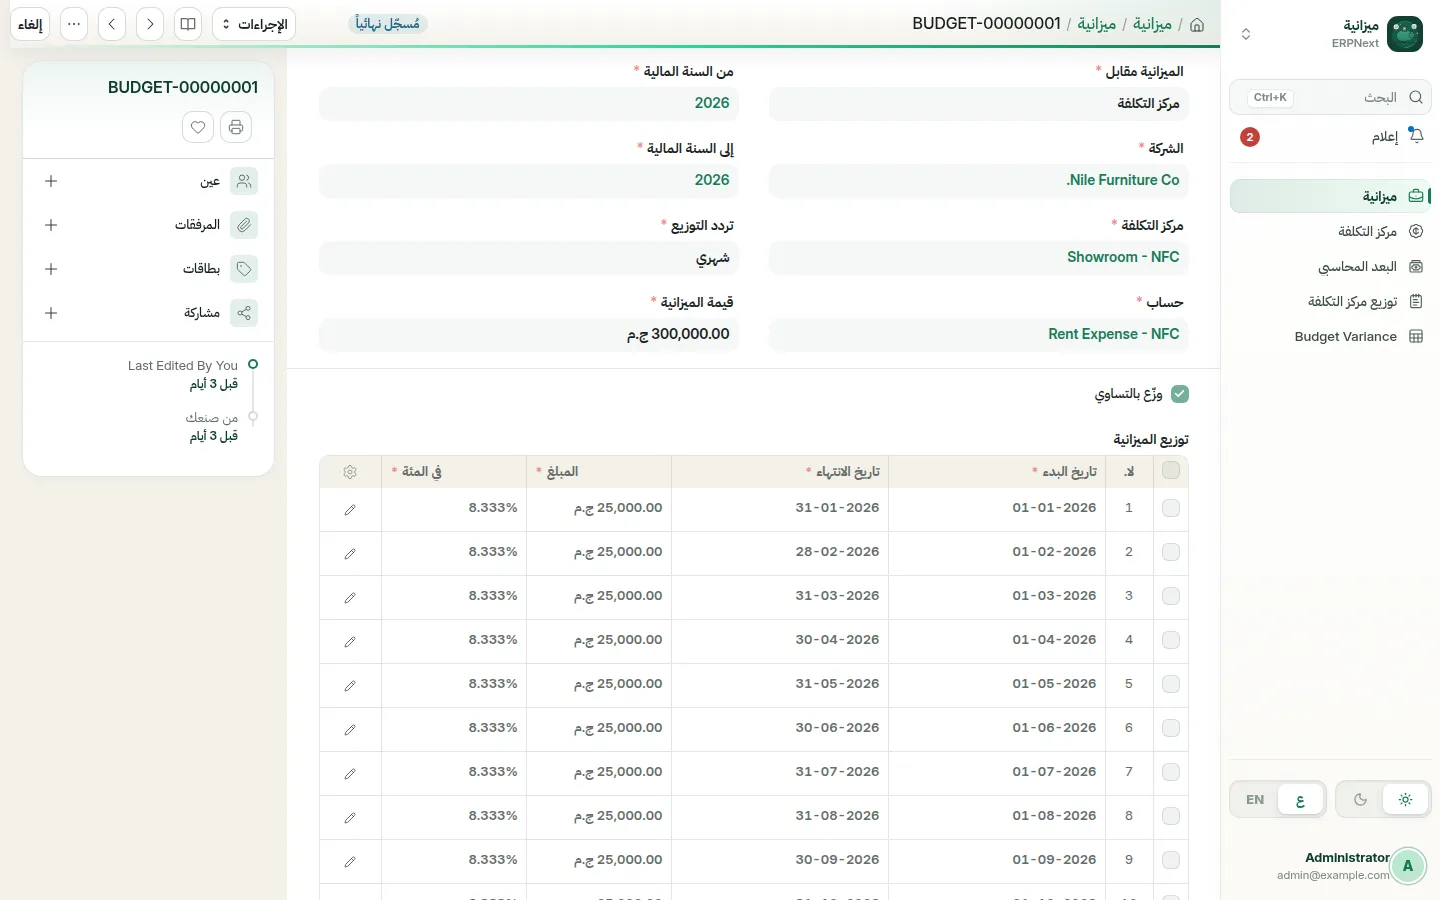 ميزانية
ERPNext
البحث
Ctrl+K
إعلام
2
ميزانية
مركز التكلفة
البعد المحاسبي
توزيع مركز التكلفة
Budget Variance
ع
EN
Administrator
admin@example.com
A
/ ميزانية / ميزانية / BUDGET-00000001
مُسجّل نهائياً
الإجراءات
إلغاء
الميزانية مقابل *
مركز التكلفة
الشركة *
Nile Furniture Co.
مركز التكلفة *
Showroom - NFC
حساب *
Rent Expense - NFC
من السنة المالية *
2026
إلى السنة المالية *
2026
تردد التوزيع *
شهري
قيمة الميزانية *
300,000.00 ج.م
وزّع بالتساوي
توزيع الميزانية
لا. تاريخ البدء * تاريخ الانتهاء * المبلغ * في المئة *
1 01-01-2026 31-01-2026 25,000.00 ج.م 8.333%
2 01-02-2026 28-02-2026 25,000.00 ج.م 8.333%
3 01-03-2026 31-03-2026 25,000.00 ج.م 8.333%
4 01-04-2026 30-04-2026 25,000.00 ج.م 8.333%
5 01-05-2026 31-05-2026 25,000.00 ج.م 8.333%
6 01-06-2026 30-06-2026 25,000.00 ج.م 8.333%
7 01-07-2026 31-07-2026 25,000.00 ج.م 8.333%
8 01-08-2026 31-08-2026 25,000.00 ج.م 8.333%
9 01-09-2026 30-09-2026 25,000.00 ج.م 8.333%
BUDGET-00000001
عين
المرفقات
بطاقات
مشاركة
Last Edited By You
قبل 3 أيام
من صنعك
قبل 3 أيام